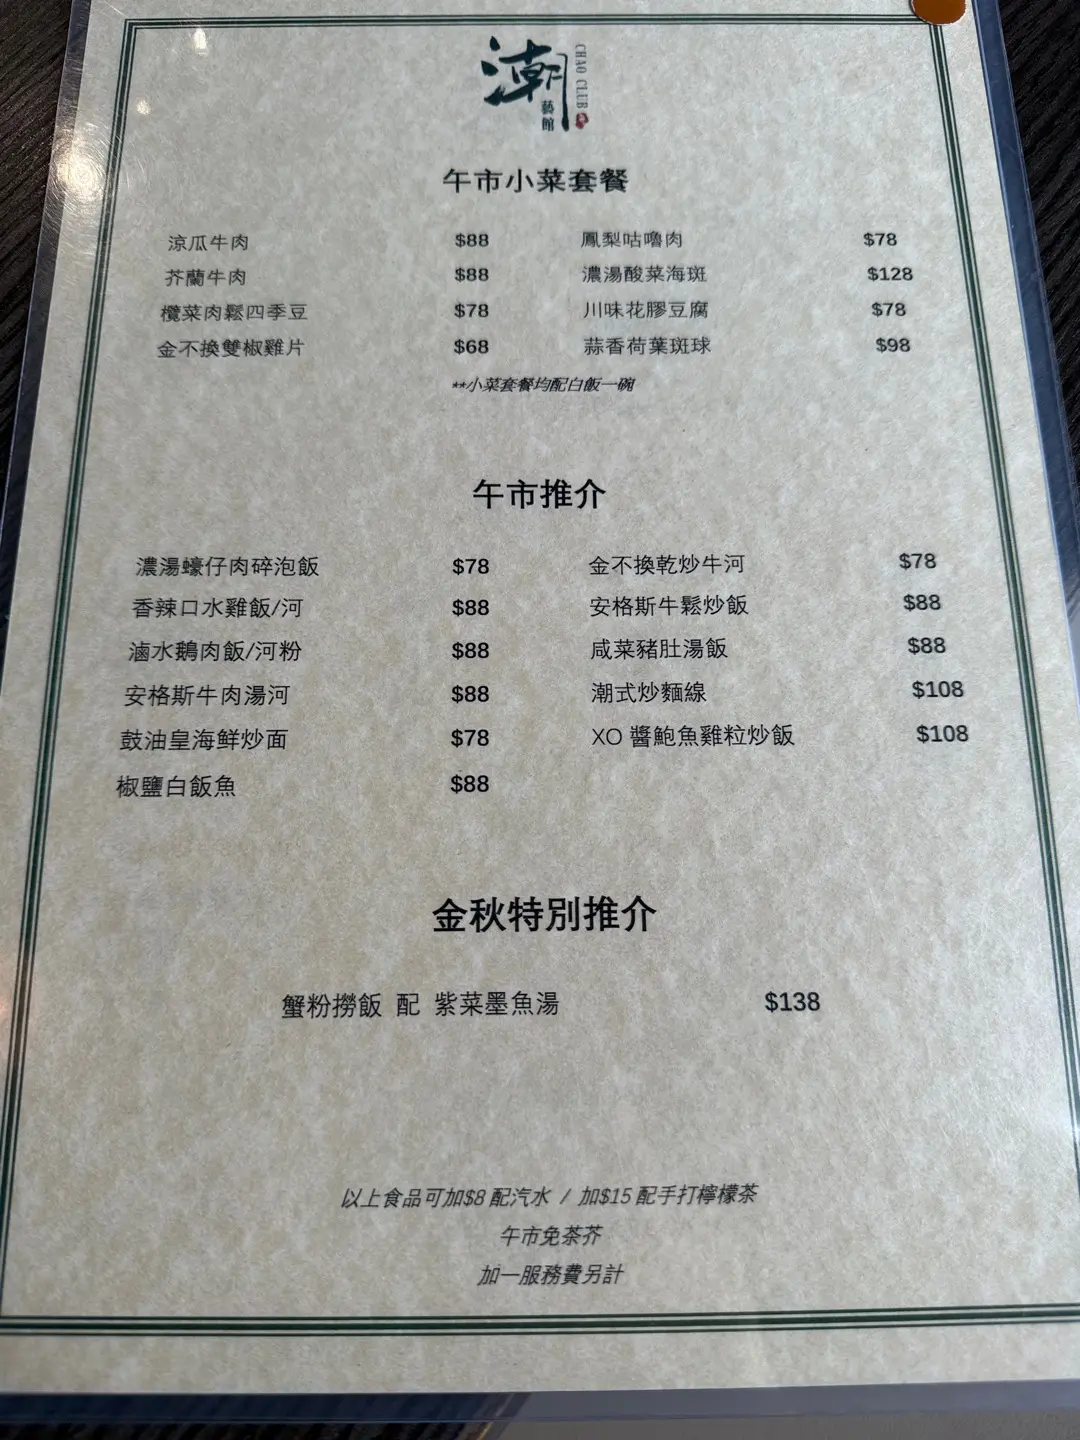 潮
藝館
CHAO CLUB
午市小菜套餐
涼瓜牛肉 $88 鳳梨咕嚕肉 $78
芥蘭牛肉 $88 濃湯酸菜海斑 $128
欖菜肉鬆四季豆 $78 川味花膠豆腐 $78
金不換雙椒雞片 $68 蒜香荷葉斑球 $98
**小菜套餐均配白飯一碗
午市推介
濃湯蠔仔肉碎泡飯 $78 金不換乾炒牛河 $78
香辣口水雞飯/河 $88 安格斯牛鬆炒飯 $88
滷水鵝肉飯/河粉 $88 咸菜豬肚湯飯 $88
安格斯牛肉湯河 $88 潮式炒麵線 $108
鼓油皇海鮮炒面 $78 XO 醬鮑魚雞粒炒飯 $108
椒鹽白飯魚 $88
金秋特別推介
蟹粉撈飯 配 紫菜墨魚湯 $138
以上食品可加$8 配汽水 / 加$15 配手打檸檬茶
午市免茶芥
加一服務費另計